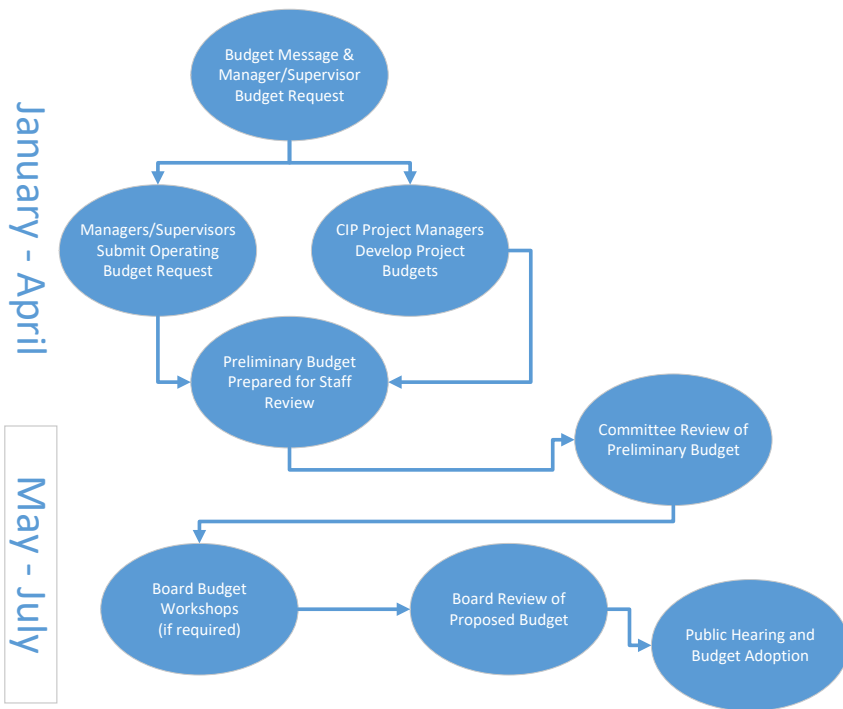 January - April
Budget Message &
Manager/Supervisor
Budget Request
Managers/Supervisors
Submit Operating
Budget Request
CIP Project Managers
Develop Project
Budgets
Preliminary Budget
Prepared for Staff
Review
May - July
Committee Review of
Preliminary Budget
Board Budget
Workshops
(if required)
Board Review of
Proposed Budget
Public Hearing and
Budget Adoption